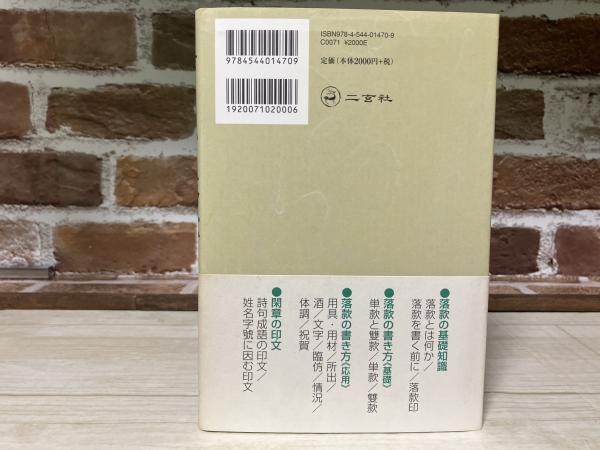 ISBN978-4-544-01470-9
C0071 ¥2000E
定価(本体2000円+税)
9784544014709
二玄社
1920071020006
●落款の基礎知識
落款とは何か/
落款を書く前に/落款印
●落款の書き方〈基礎〉
単款と雙款/単款/雙款
●落款の書き方〈応用〉
用具・用材/所出/
酒/文字/臨仿/情況/
体調/祝賀
●閑章の印文
詩句成語の印文/
姓名字號に因む印文